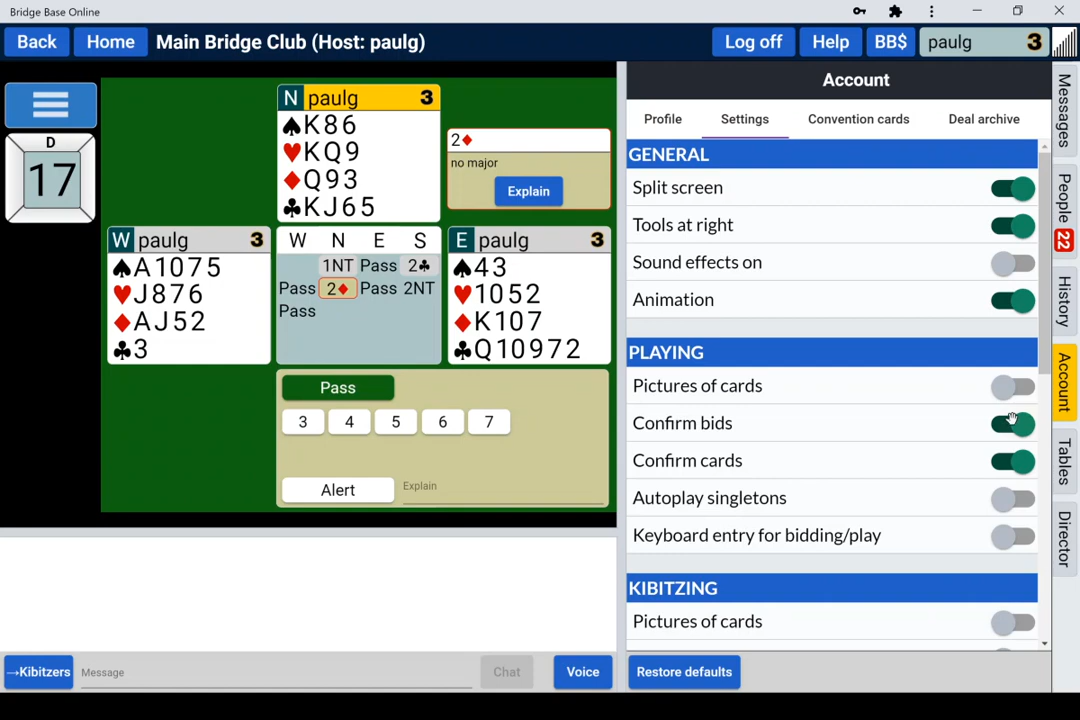 Bridge Base Online
Back
Home
Main Bridge Club (Host: paulg)
Log off
Help
BB$
paulg 3
D
17
N paulg 3
♠K86
♥KQ9
♦Q93
♣KJ65
2♦
no major
Explain
W paulg 3
♠A1075
♥J876
♦AJ52
♣3
W N E S
1NT Pass 2♣
Pass 2♦ Pass 2NT
Pass
E paulg 3
♠43
♥1052
♦K107
♣Q10972
Pass
3 4 5 6 7
Alert
Explain
→Kibitzers
Message
Chat
Voice
Account
Profile
Settings
Convention cards
Deal archive
GENERAL
Split screen
Tools at right
Sound effects on
Animation
PLAYING
Pictures of cards
Confirm bids
Confirm cards
Autoplay singletons
Keyboard entry for bidding/play
KIBITZING
Pictures of cards
Restore defaults
Messages
People 22
History
Account
Tables
Director